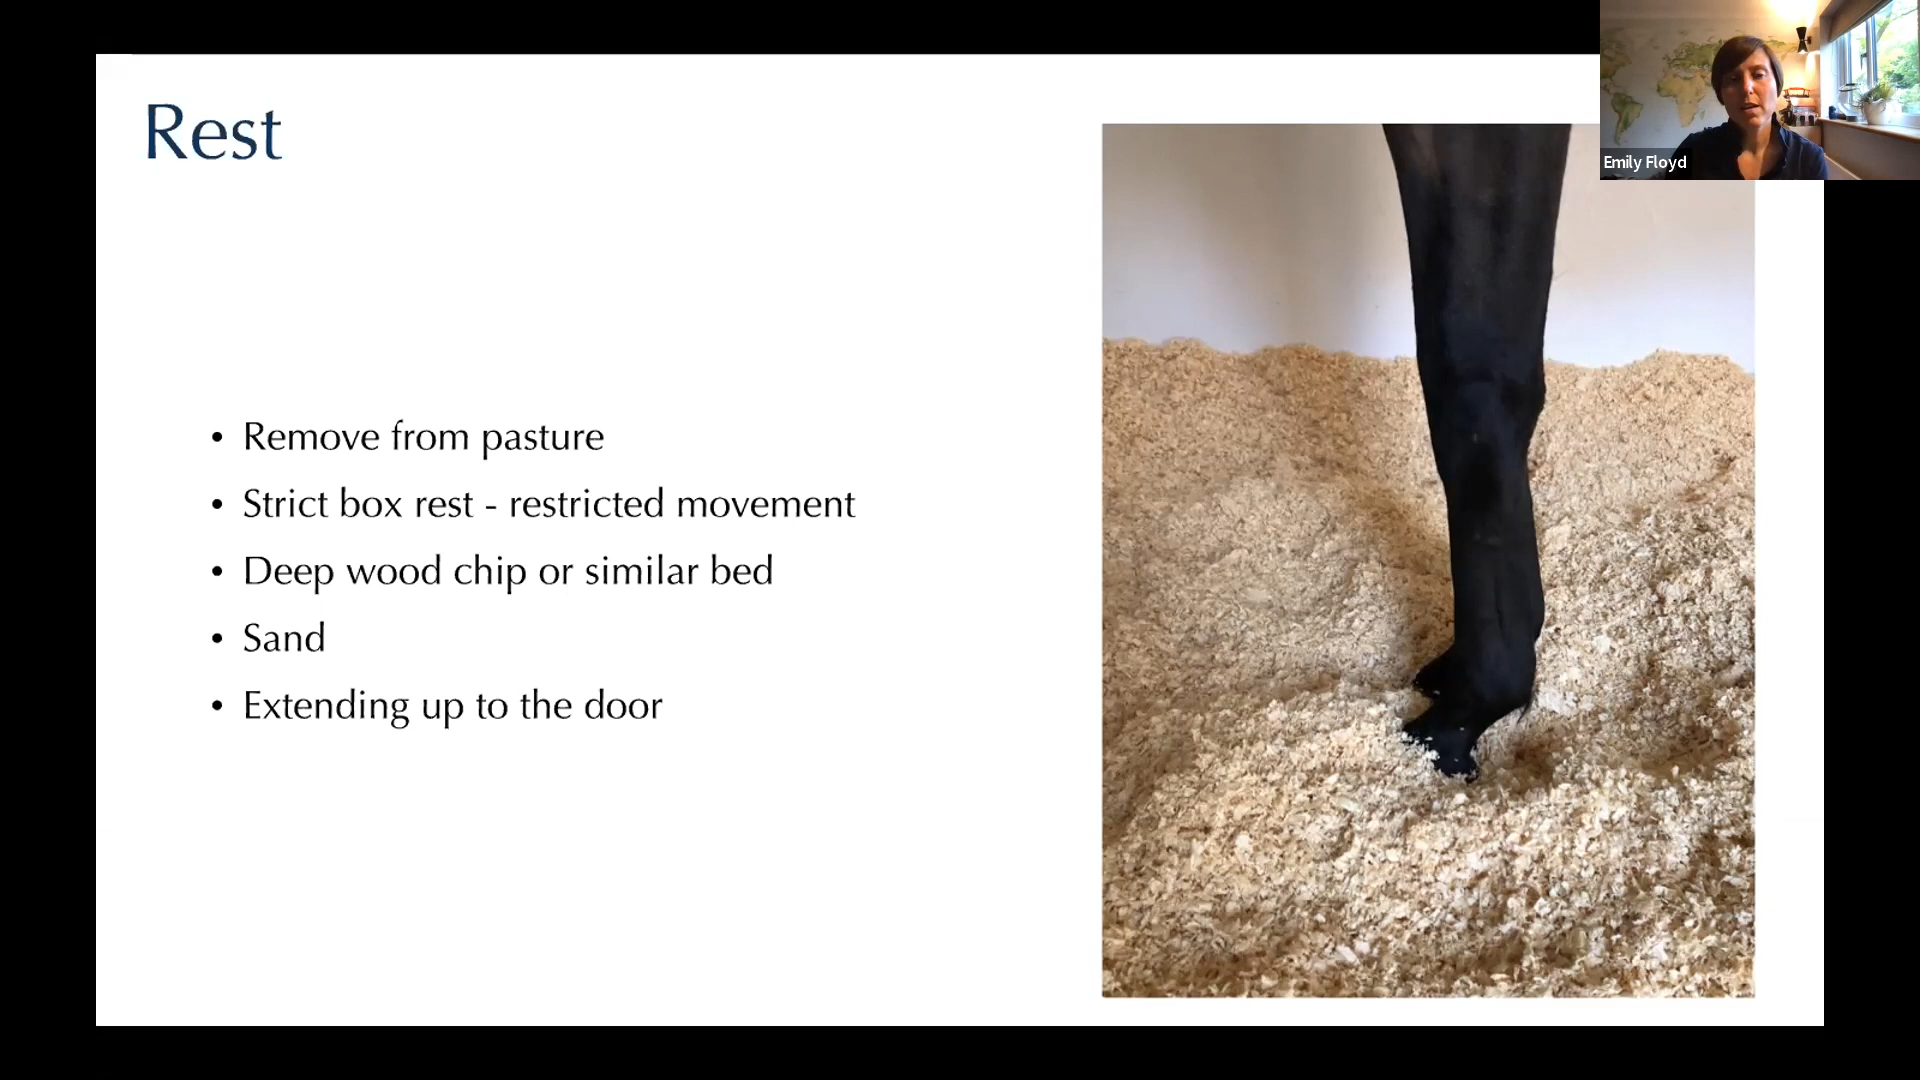 Rest
Emily Floyd
• Remove from pasture
• Strict box rest - restricted movement
• Deep wood chip or similar bed
• Sand
• Extending up to the door